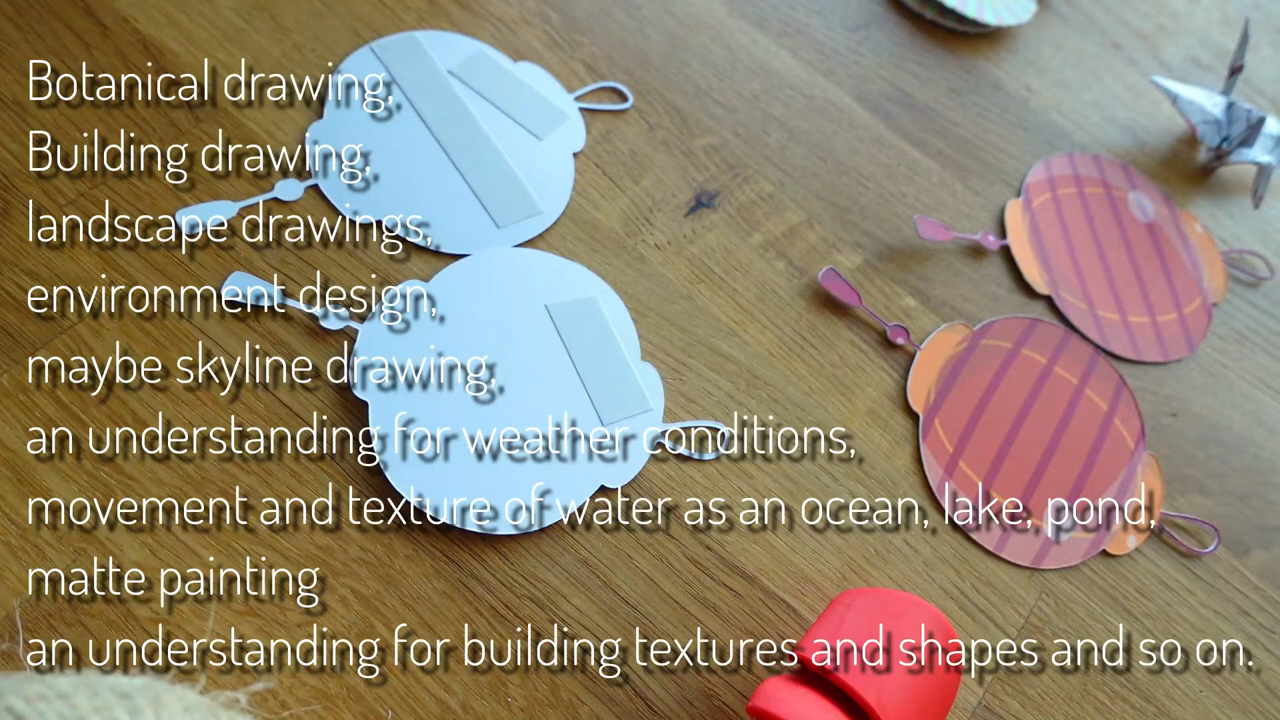 Botanical drawing,
Building drawing,
landscape drawings,
environment design,
maybe skyline drawing,
an understanding for weather conditions,
movement and texture of water as an ocean, lake, pond,
matte painting
an understanding for building textures and shapes and so on.